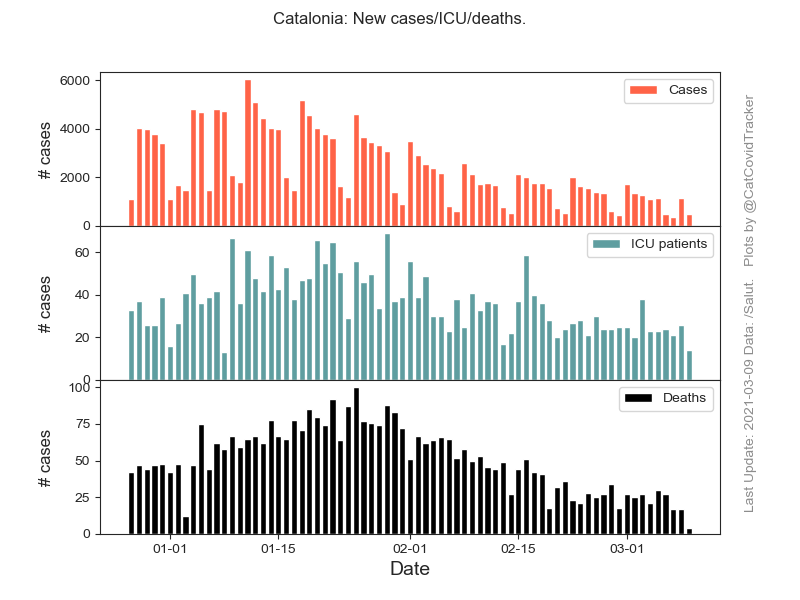 Catalonia: New cases/ICU/deaths.
6000
4000
2000
0
# cases
Cases
60
40
20
0
# cases
ICU patients
100
75
50
25
0
# cases
Deaths
01-01 01-15 02-01 02-15 03-01
Date
Last Update: 2021-03-09 Data: /Salut. Plots by @CatCovidTracker